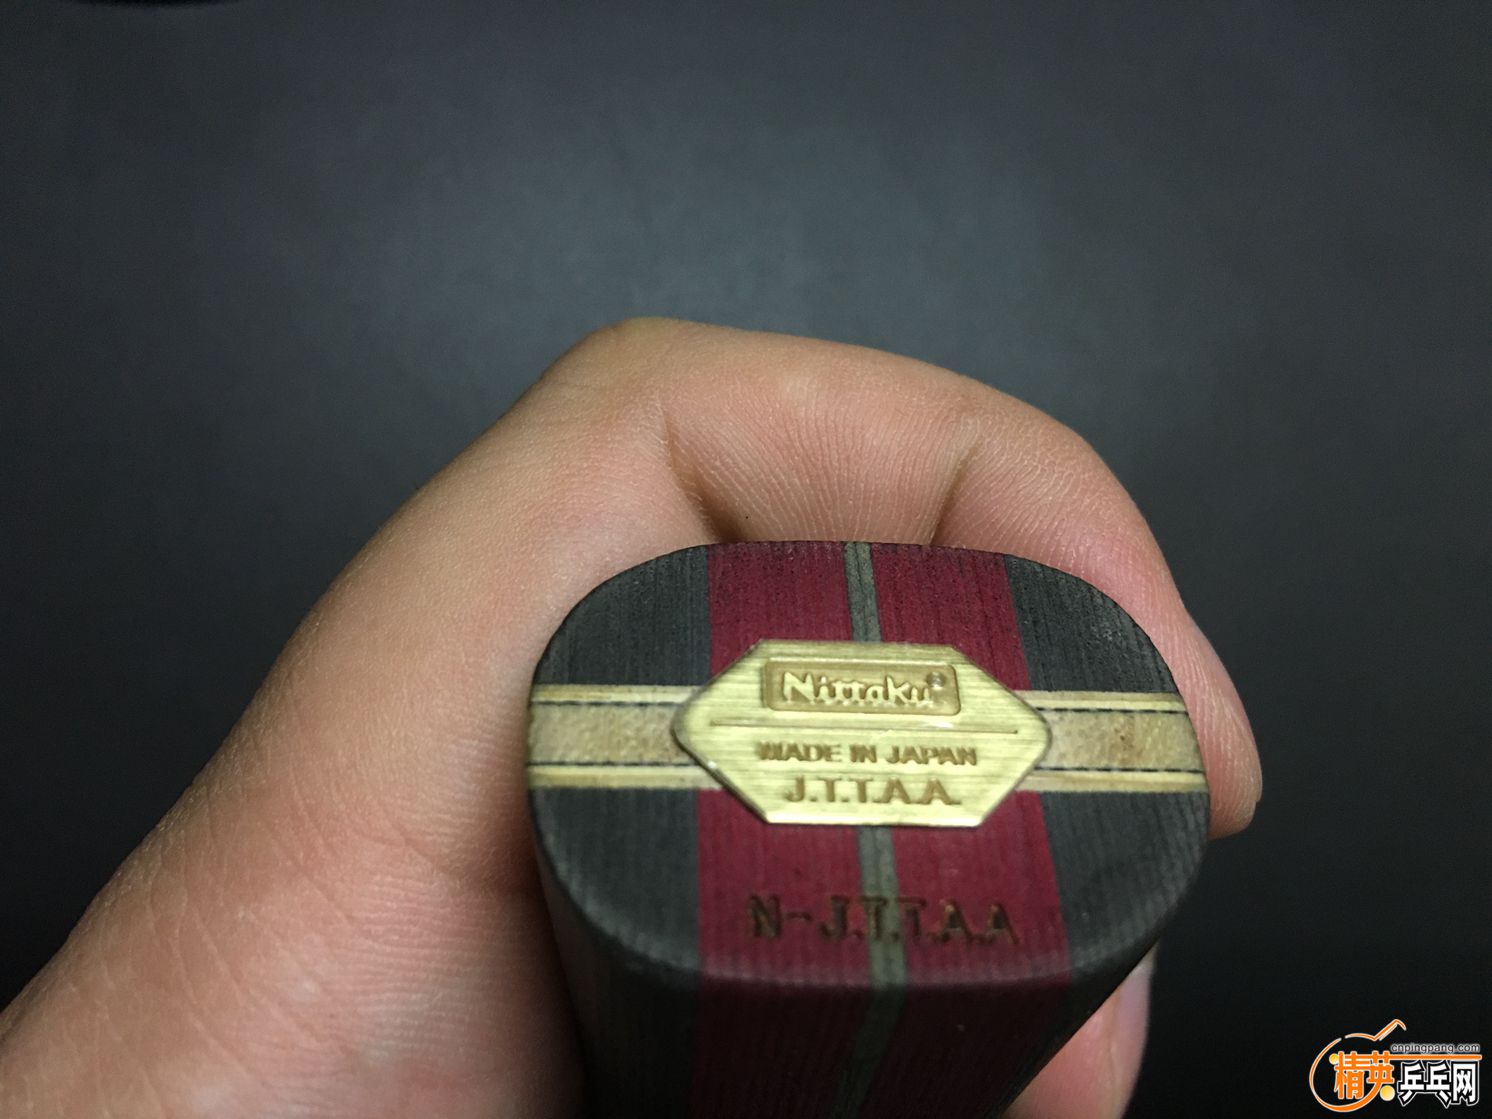 Nittaku®
MADE IN JAPAN
J.T.T.A.A.
N-J.T.T.A.A
cnpingpang.com
精英乒乓网